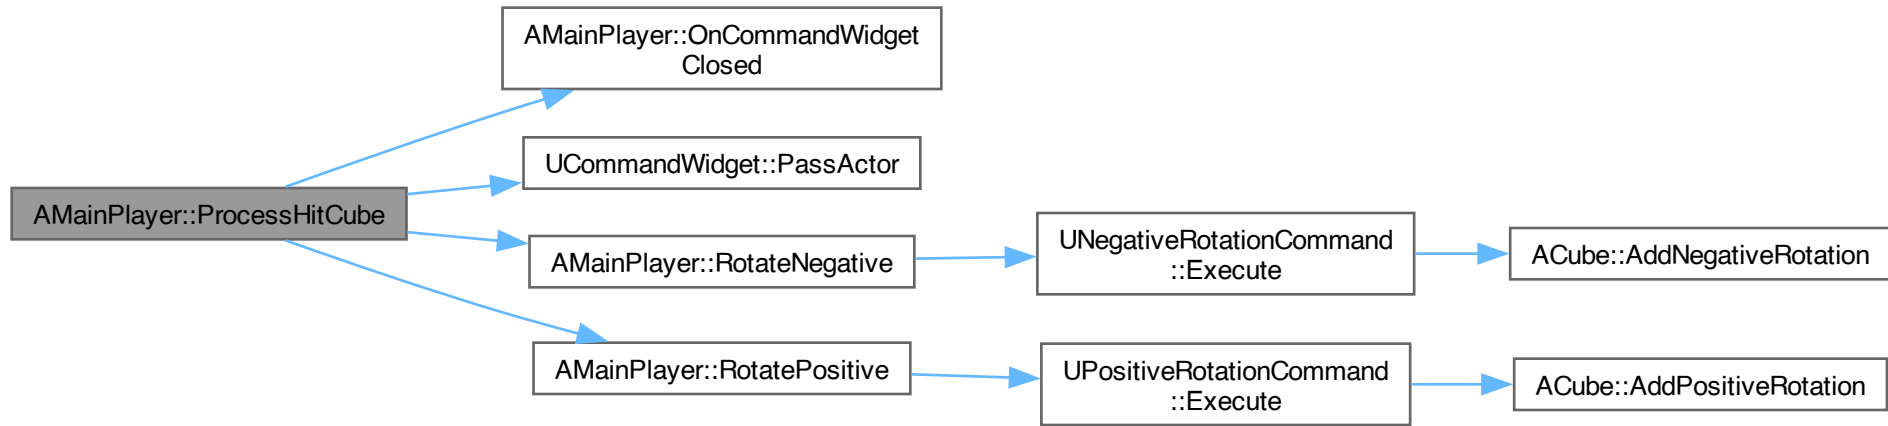 AMainPlayer::ProcessHitCube
AMainPlayer::OnCommandWidget
Closed
UCommandWidget::PassActor
AMainPlayer::RotateNegative
UNegativeRotationCommand
::Execute
ACube::AddNegativeRotation
AMainPlayer::RotatePositive
UPositiveRotationCommand
::Execute
ACube::AddPositiveRotation